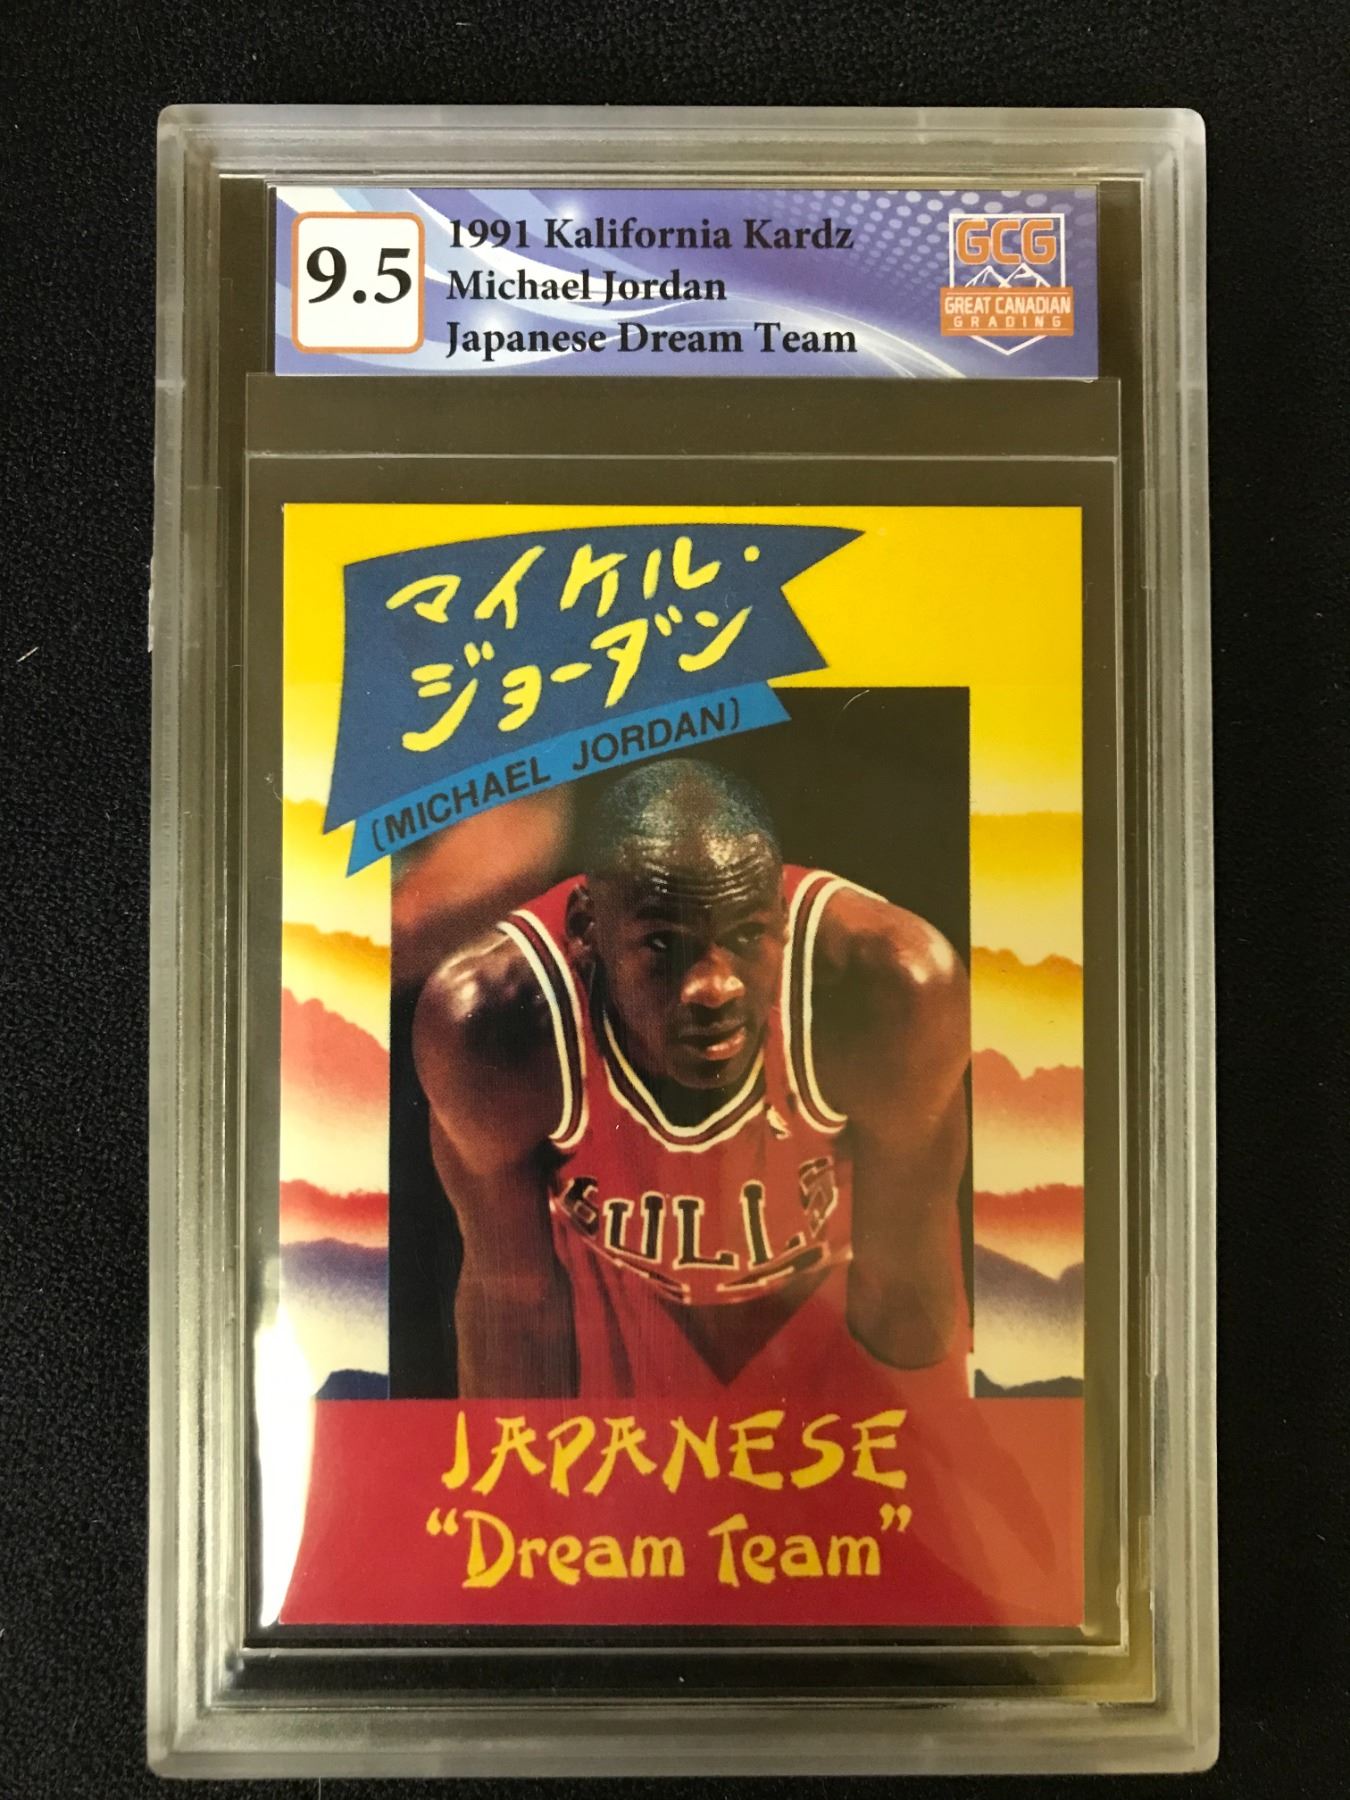 9.5
1991 Kalifornia Kardz
Michael Jordan
Japanese Dream Team
GCG
GREAT CANADIAN
GRADING
マイケル・
ジョーダン
(MICHAEL JORDAN)
BULLS
JAPANESE
“Dream Team”